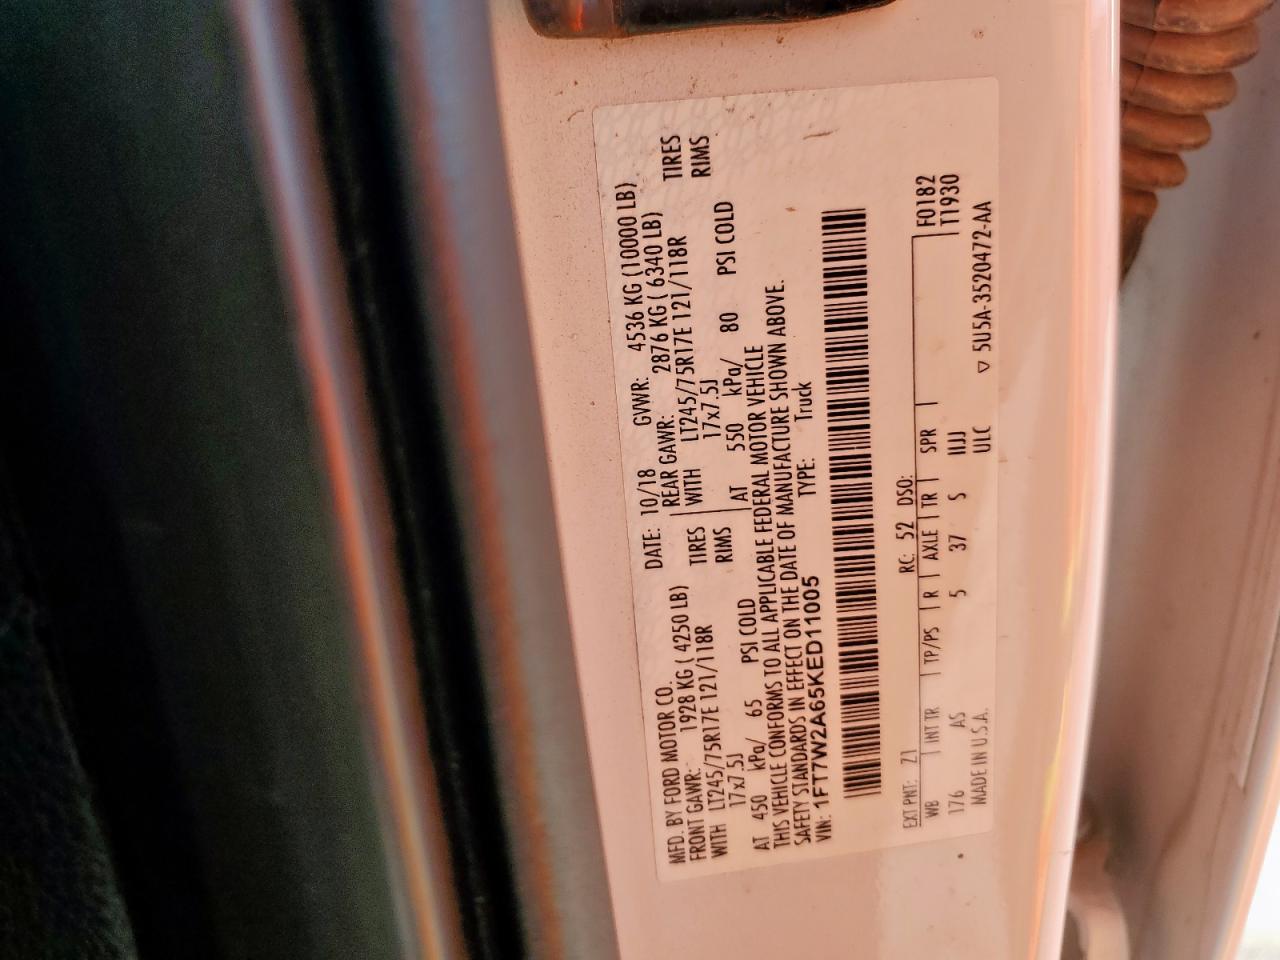 MFD. BY FORD MOTOR CO.
DATE: 10/18 GVWR: 4536 KG (10000 LB)
FRONT GAWR: 1928 KG ( 4250 LB) REAR GAWR: 2876 KG ( 6340 LB)
WITH LT245/75R17E 121/118R TIRES WITH LT245/75R17E 121/118R TIRES
17x7.5J RIMS 17x7.5J RIMS
AT 450 kPa/ 65 PSI COLD AT 550 kPa/ 80 PSI COLD
THIS VEHICLE CONFORMS TO ALL APPLICABLE FEDERAL MOTOR VEHICLE
SAFETY STANDARDS IN EFFECT ON THE DATE OF MANUFACTURE SHOWN ABOVE.
VIN: 1FT7W2A65KED11005 TYPE: Truck
EXT PNT: Z1 RC: 52 DSO: F0182
WB INT TR TP/PS R AXLE TR SPR T1930
176 AS 5 37 S IIJJ
MADE IN U.S.A. ULC ▽ 5U5A-3520472-AA